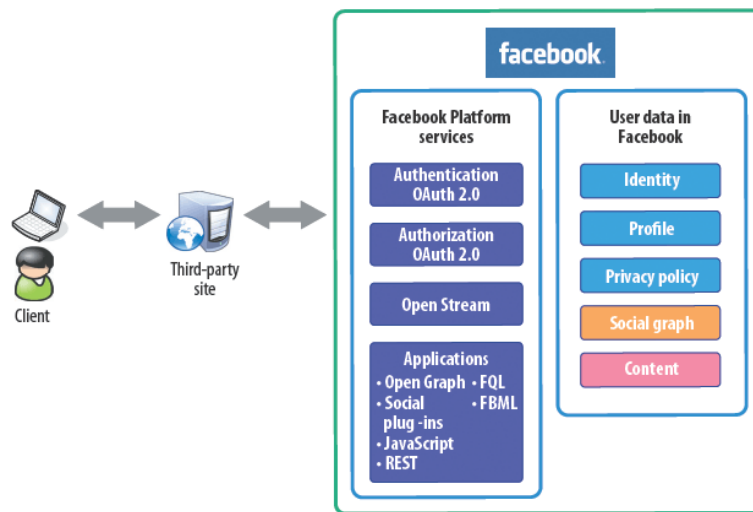 facebook
Facebook Platform
services
Authentication
OAuth 2.0
Authorization
OAuth 2.0
Open Stream
Applications
• Open Graph • FQL
• Social • FBML
plug -ins
• JavaScript
• REST
User data in
Facebook
Identity
Profile
Privacy policy
Social graph
Content
Third-party
site
Client